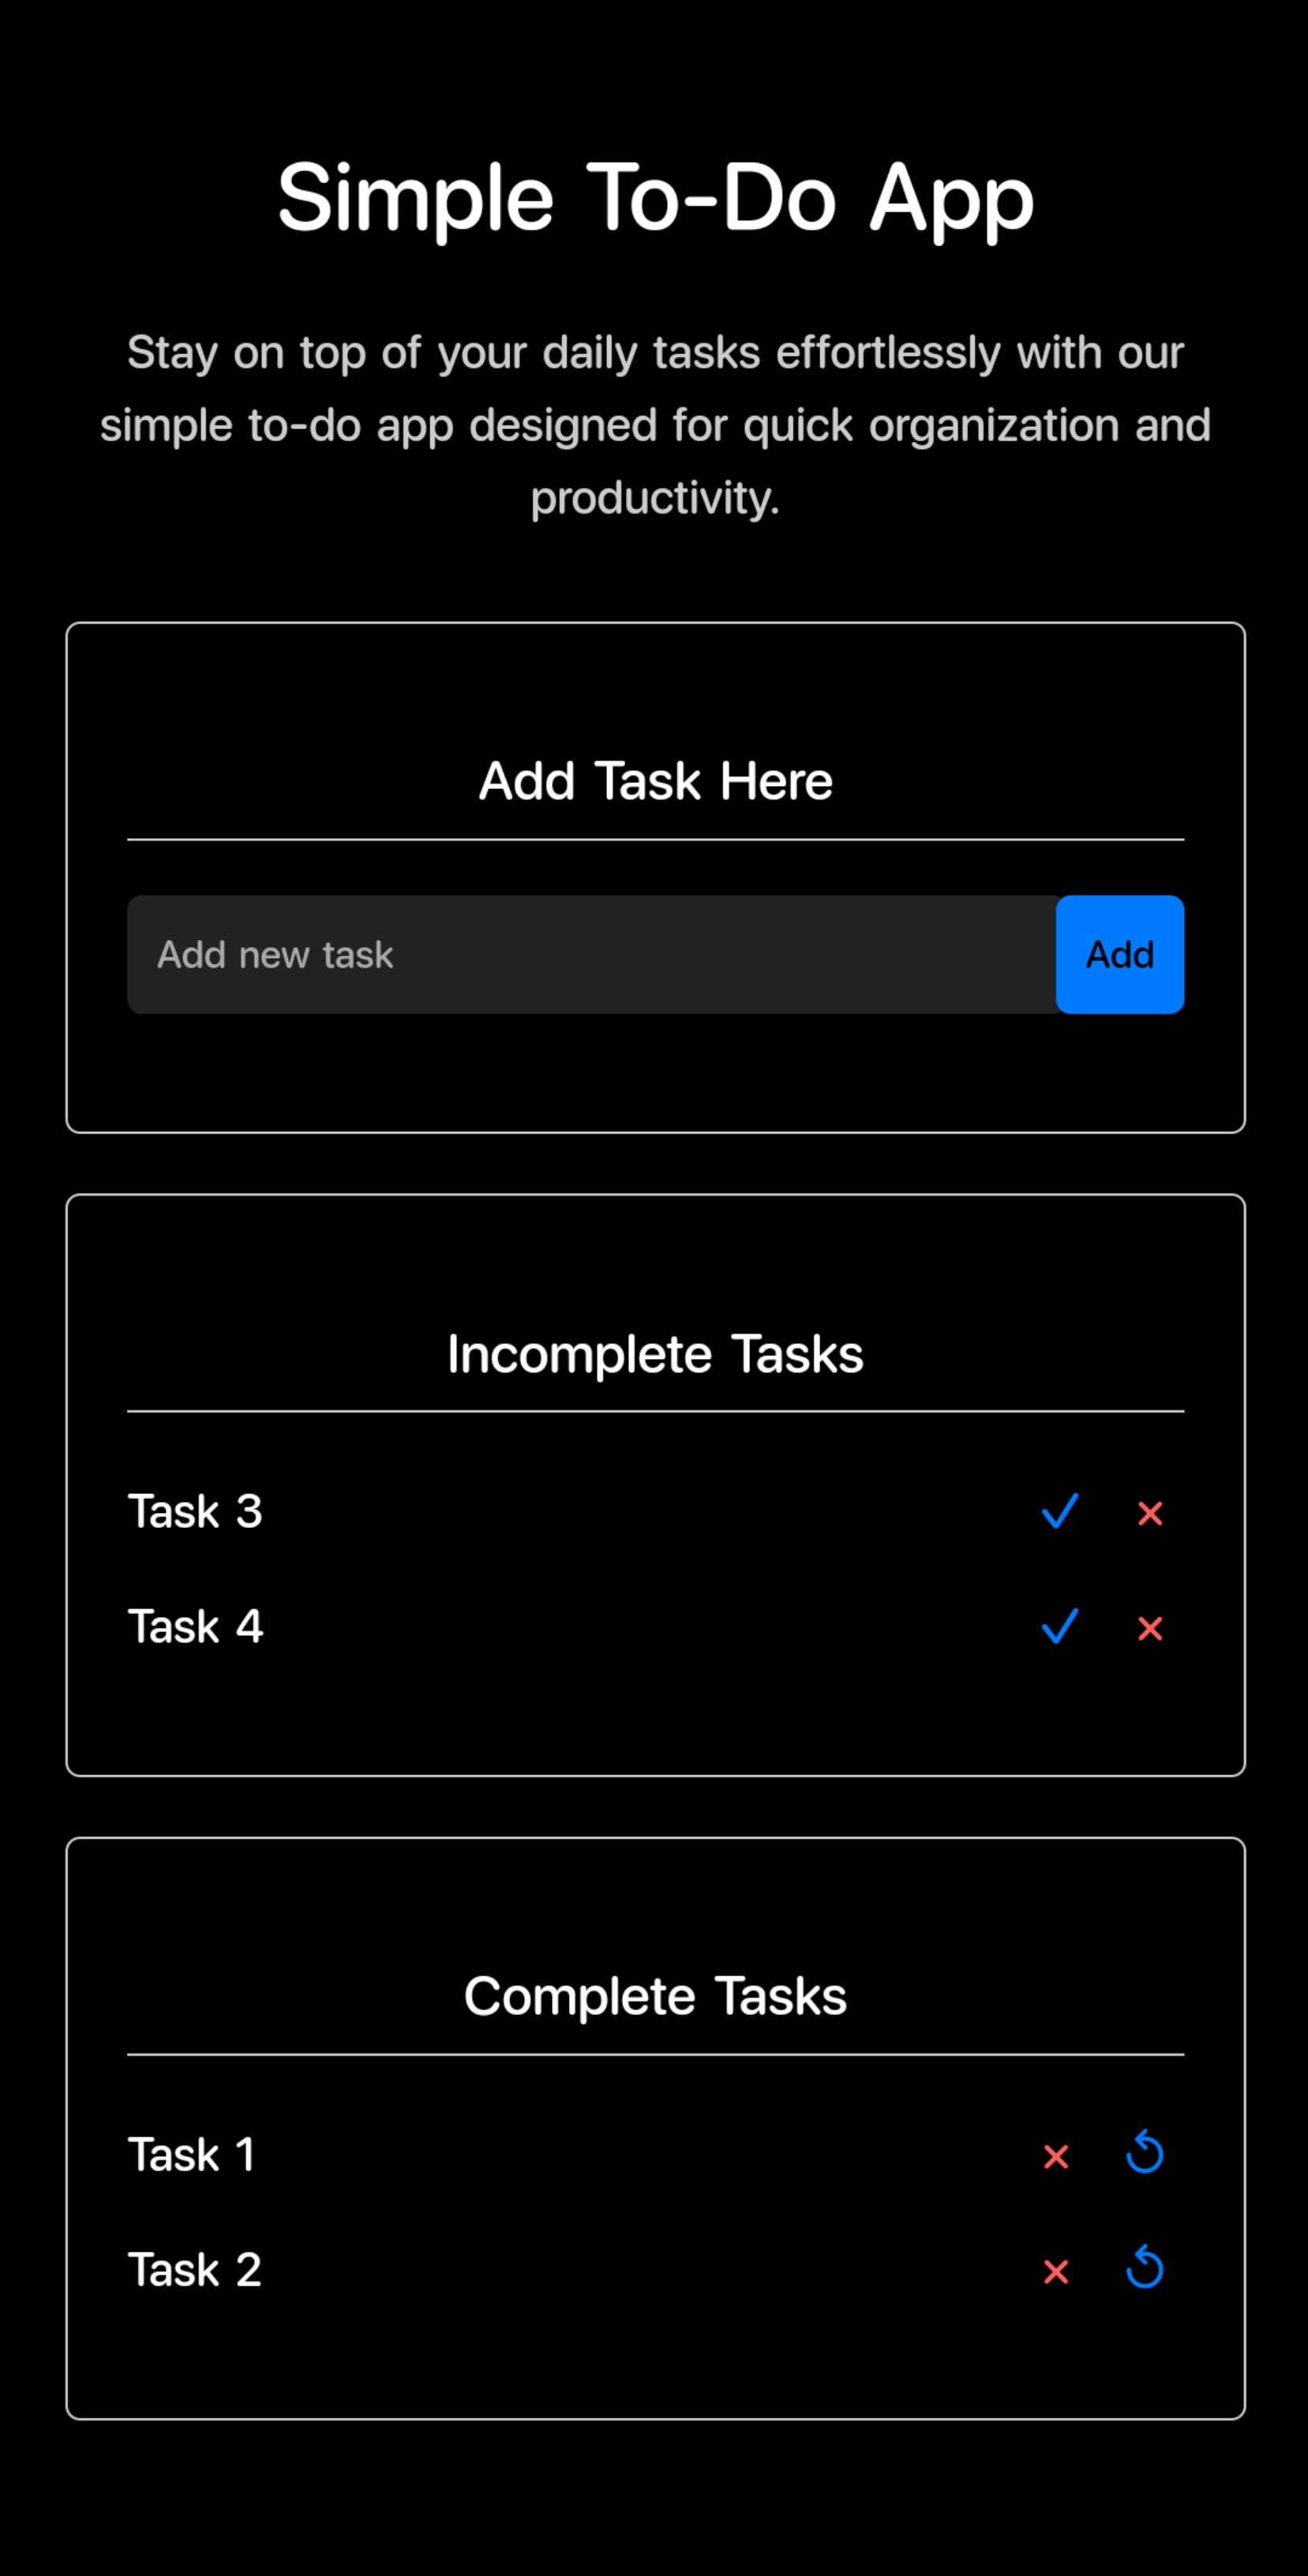 Simple To-Do App
Stay on top of your daily tasks effortlessly with our
simple to-do app designed for quick organization and
productivity.
Add Task Here
Add new task
Add
Incomplete Tasks
Task 3
Task 4
Complete Tasks
Task 1
Task 2